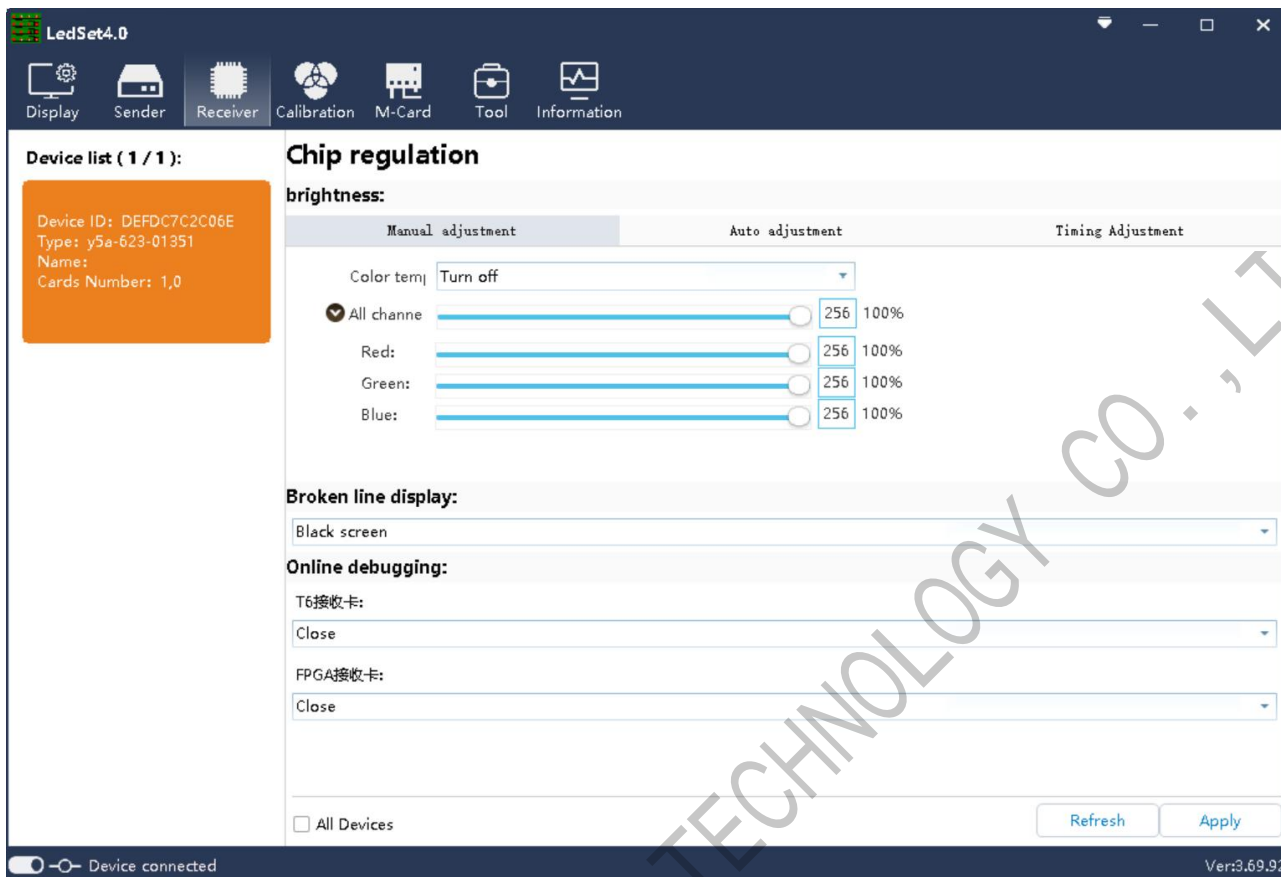 LedSet4.0
Display Sender Receiver Calibration M-Card Tool Information
Device list ( 1 / 1 ):
Device ID: DEFDC7C2C06E
Type: y5a-623-01351
Name:
Cards Number: 1,0
Chip regulation
brightness:
Manual adjustment Auto adjustment Timing Adjustment
Color tem Turn off
All channe 256 100%
Red: 256 100%
Green: 256 100%
Blue: 256 100%
Broken line display:
Black screen
Online debugging:
T6接收卡:
Close
FPGA接收卡:
Close
All Devices Refresh Apply
Device connected Ver:3.69.92
TECHNOLOGY CO.,LT